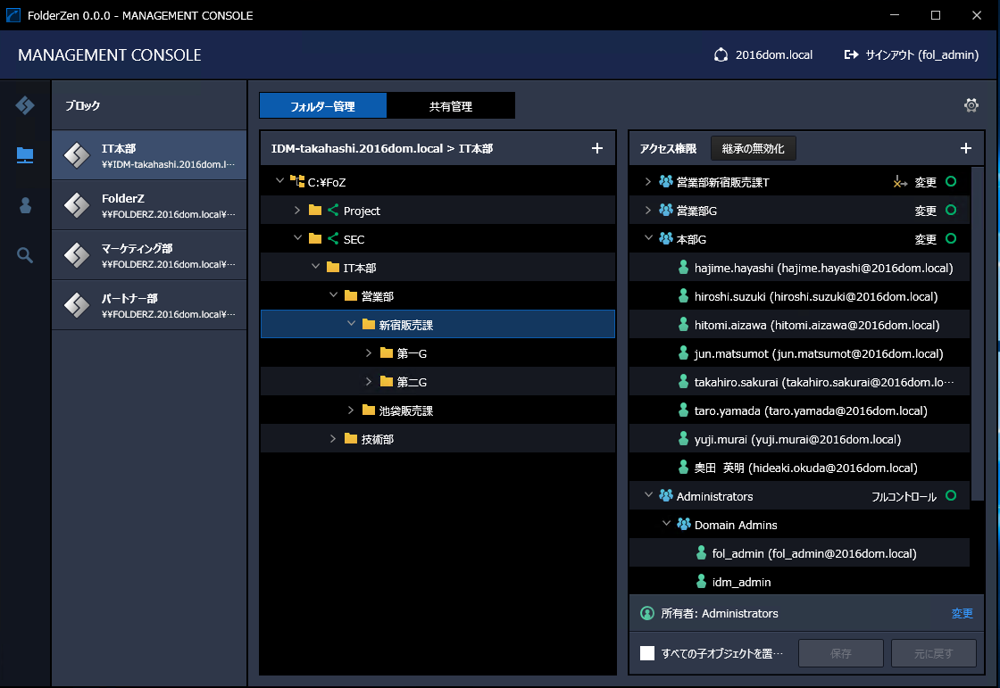 FolderZen 0.0.0 - MANAGEMENT CONSOLE
MANAGEMENT CONSOLE
2016dom.local
サインアウト (fol_admin)
ブロック
IT本部
¥¥IDM-takahashi.2016dom.l···
FolderZ
¥¥FOLDERZ.2016dom.local¥···
マーケティング部
¥¥FOLDERZ.2016dom.local¥···
パートナー部
¥¥FOLDERZ.2016dom.local¥···
フォルダー管理
共有管理
IDM-takahashi.2016dom.local > IT本部
C:¥FoZ
Project
SEC
IT本部
営業部
新宿販売課
第一G
第二G
池袋販売課
技術部
アクセス権限
継承の無効化
営業部新宿販売課T 変更
営業部G 変更
本部G 変更
hajime.hayashi (hajime.hayashi@2016dom.local)
hiroshi.suzuki (hiroshi.suzuki@2016dom.local)
hitomi.aizawa (hitomi.aizawa@2016dom.local)
jun.matsumot (jun.matsumot@2016dom.local)
takahiro.sakurai (takahiro.sakurai@2016dom.lo···
taro.yamada (taro.yamada@2016dom.local)
yuji.murai (yuji.murai@2016dom.local)
奥田 英明 (hideaki.okuda@2016dom.local)
Administrators フルコントロール
Domain Admins
fol_admin (fol_admin@2016dom.local)
idm_admin
所有者: Administrators 変更
すべての子オブジェクトを置···
保存
元に戻す